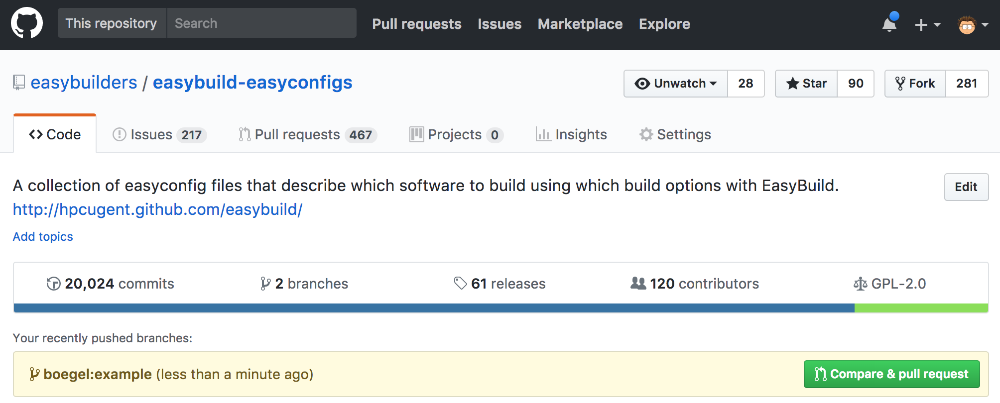 This repository Search Pull requests Issues Marketplace Explore
easybuilders / easybuild-easyconfigs Unwatch 28 Star 90 Fork 281
Code Issues 217 Pull requests 467 Projects 0 Insights Settings
A collection of easyconfig files that describe which software to build using which build options with EasyBuild. Edit
http://hpcugent.github.com/easybuild/
Add topics
20,024 commits 2 branches 61 releases 120 contributors GPL-2.0
Your recently pushed branches:
boegel:example (less than a minute ago) Compare & pull request